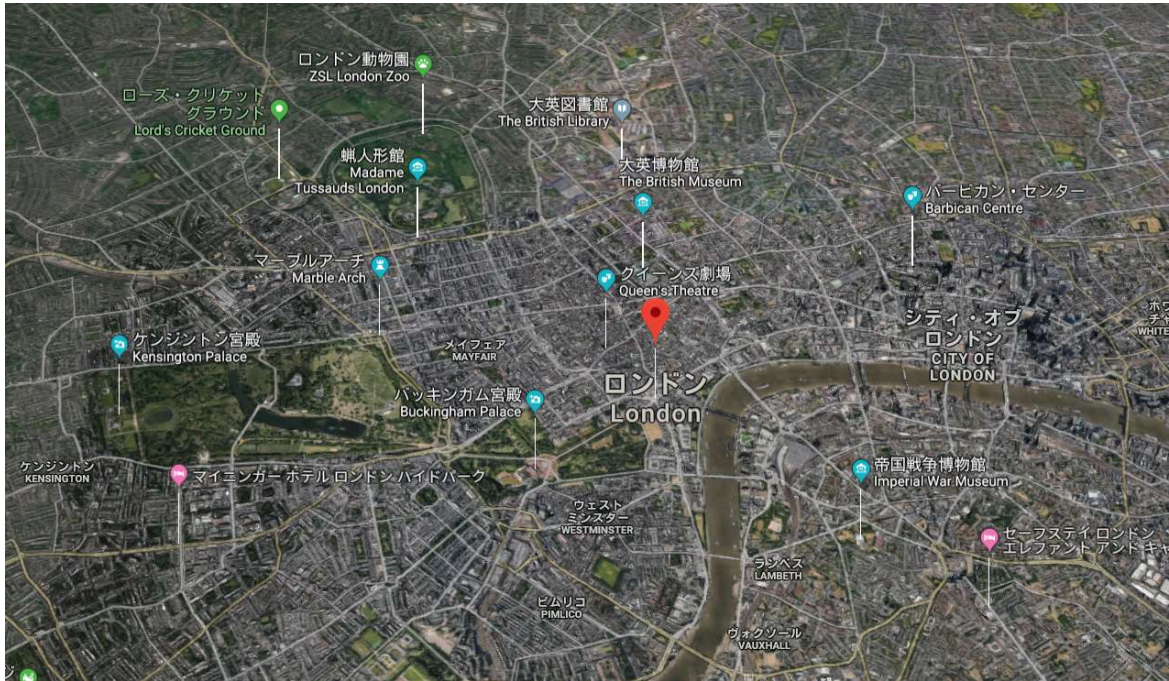 ロンドン動物園
ZSL London Zoo
ローズ・クリケット
グラウンド
Lord's Cricket Ground
大英図書館
The British Library
蝋人形館
Madame
Tussauds London
大英博物館
The British Museum
バービカン・センター
Barbican Centre
マーブルアーチ
Marble Arch
クイーンズ劇場
Queen's Theatre
ケンジントン宮殿
Kensington Palace
メイフェア
MAYFAIR
シティ・オブ
ロンドン
CITY OF
LONDON
ホワ
チャ
WHITE
バッキンガム宮殿
Buckingham Palace
ロンドン
London
ケンジントン
KENSINGTON
マイニンガー ホテル ロンドン ハイドパーク
帝国戦争博物館
Imperial War Museum
ウェスト
ミンスター
WESTMINSTER
セーフステイ ロンドン
エレファント アンド キャ
ランベス
LAMBETH
ピムリコ
PIMLICO
ヴォクソール
VAUXHALL